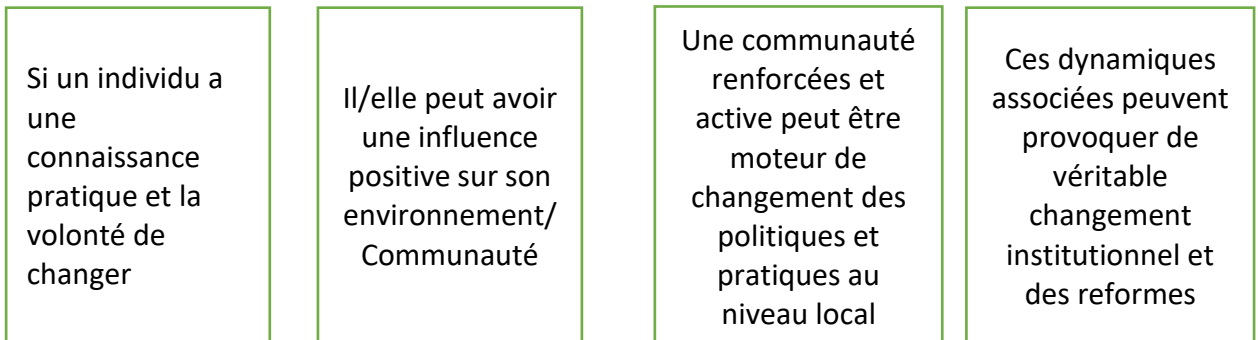 Si un individu a
une
connaissance
pratique et la
volonté de
changer
Il/elle peut avoir
une influence
positive sur son
environnement/
Communauté
Une communauté
renforcées et
active peut être
moteur de
changement des
politiques et
pratiques au
niveau local
Ces dynamiques
associées peuvent
provoquer de
véritable
changement
institutionnel et
des reformes